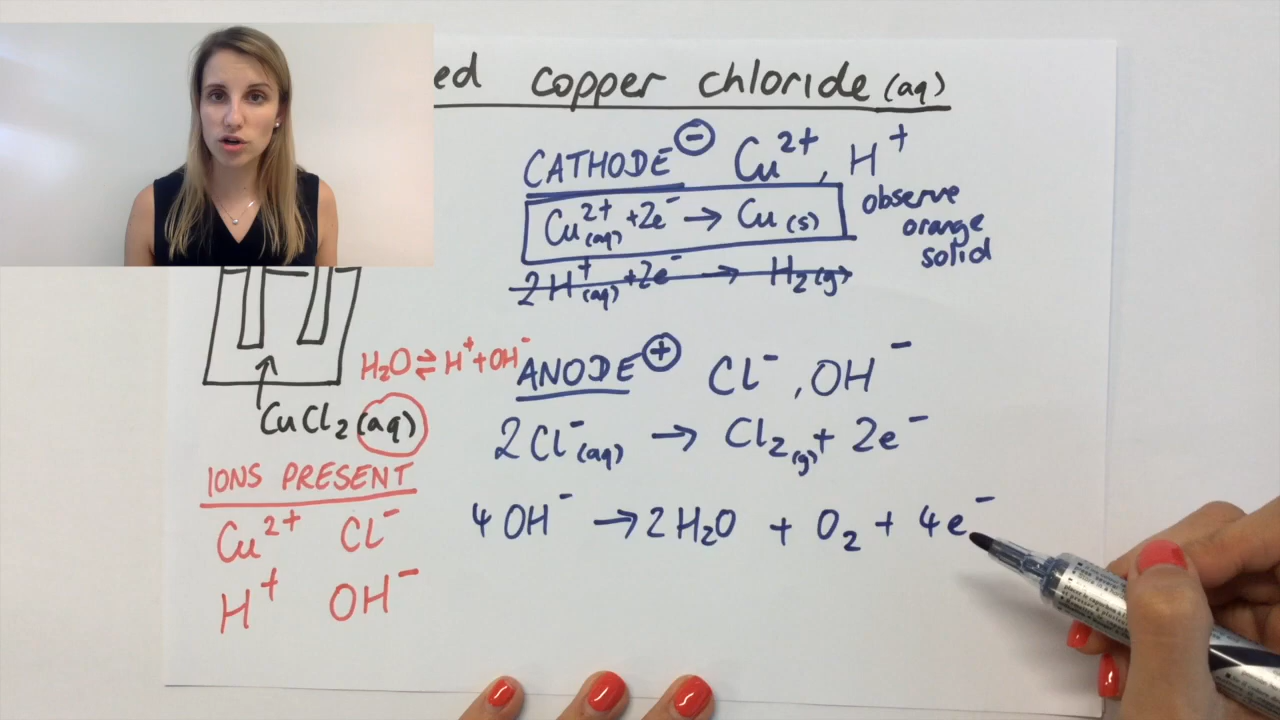 ed copper chloride (aq)
CATHODE ⊖ Cu²⁺, H⁺
Cu²⁺(aq) + 2e⁻ → Cu (s)
observe
orange
solid
2H⁺(aq) + 2e⁻ → H₂(g)
H₂O ⇌ H⁺ + OH⁻
CuCl₂ (aq)
IONS PRESENT
Cu²⁺ Cl⁻
H⁺ OH⁻
ANODE ⊕ Cl⁻, OH⁻
2Cl⁻(aq) → Cl₂(g) + 2e⁻
4OH⁻ → 2H₂O + O₂ + 4e⁻